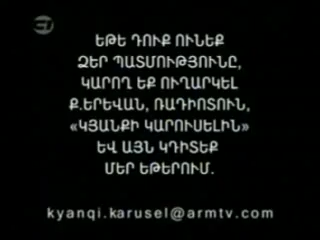 ԵԹԵ ԴՈՒՔ ՈՒՆԵՔ
ՁԵՐ ՊԱՏՄՈՒԹՅՈՒՆԸ,
ԿԱՐՈՂ ԵՔ ՈՒՂԱՐԿԵԼ
Ք.ԵՐԵՎԱՆ, ՌԱԴԻՈՏՈՒՆ,
«ԿՅԱՆՔԻ ԿԱՐՈՒՍԵԼԻՆ»
ԵՎ ԱՅՆ ԿԴԻՏԵՔ
ՄԵՐ ԵԹԵՐՈՒՄ.
kyanqi.karusel@armtv.com